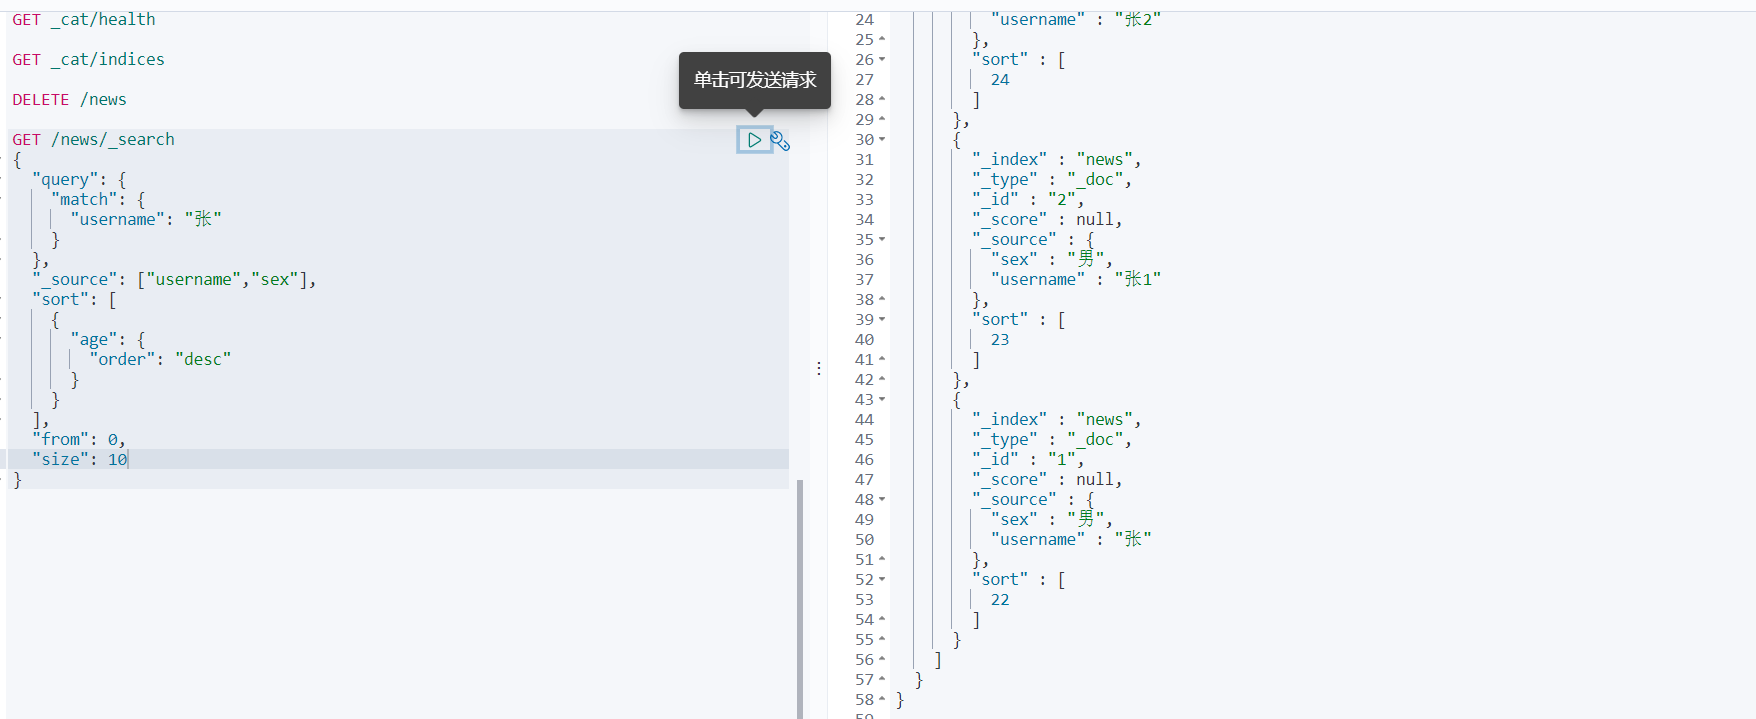 GET _cat/health
GET _cat/indices
DELETE /news
单击可发送请求
GET /news/_search
{
"query": {
"match": {
"username": "张"
}
},
"_source": ["username","sex"],
"sort": [
{
"age": {
"order": "desc"
}
}
],
"from": 0,
"size": 10
}
24 "username" : "张2"
25 },
26 "sort" : [
27 24
28 ]
29 },
30 {
31 "_index" : "news",
32 "_type" : "_doc",
33 "_id" : "2",
34 "_score" : null,
35 "_source" : {
36 "sex" : "男",
37 "username" : "张1"
38 },
39 "sort" : [
40 23
41 ]
42 },
43 {
44 "_index" : "news",
45 "_type" : "_doc",
46 "_id" : "1",
47 "_score" : null,
48 "_source" : {
49 "sex" : "男",
50 "username" : "张"
51 },
52 "sort" : [
53 22
54 ]
55 }
56 ]
57 }
58 }
59